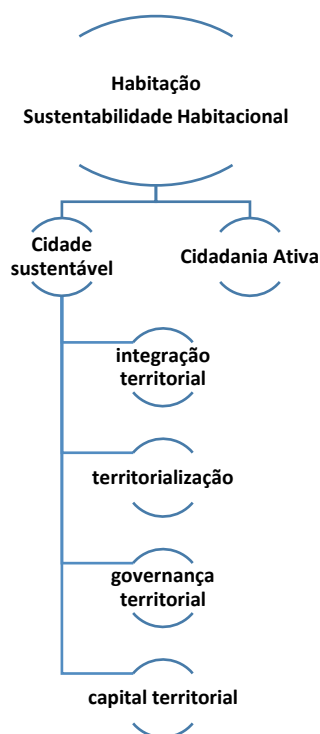 Habitação
Sustentabilidade Habitacional
Cidade
sustentável
Cidadania Ativa
integração
territorial
territorialização
governança
territorial
capital territorial